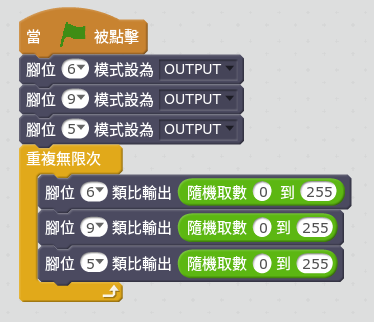 當 被點擊
腳位 6 模式設為 OUTPUT
腳位 9 模式設為 OUTPUT
腳位 5 模式設為 OUTPUT
重複無限次
腳位 6 類比輸出 隨機取數 0 到 255
腳位 9 類比輸出 隨機取數 0 到 255
腳位 5 類比輸出 隨機取數 0 到 255